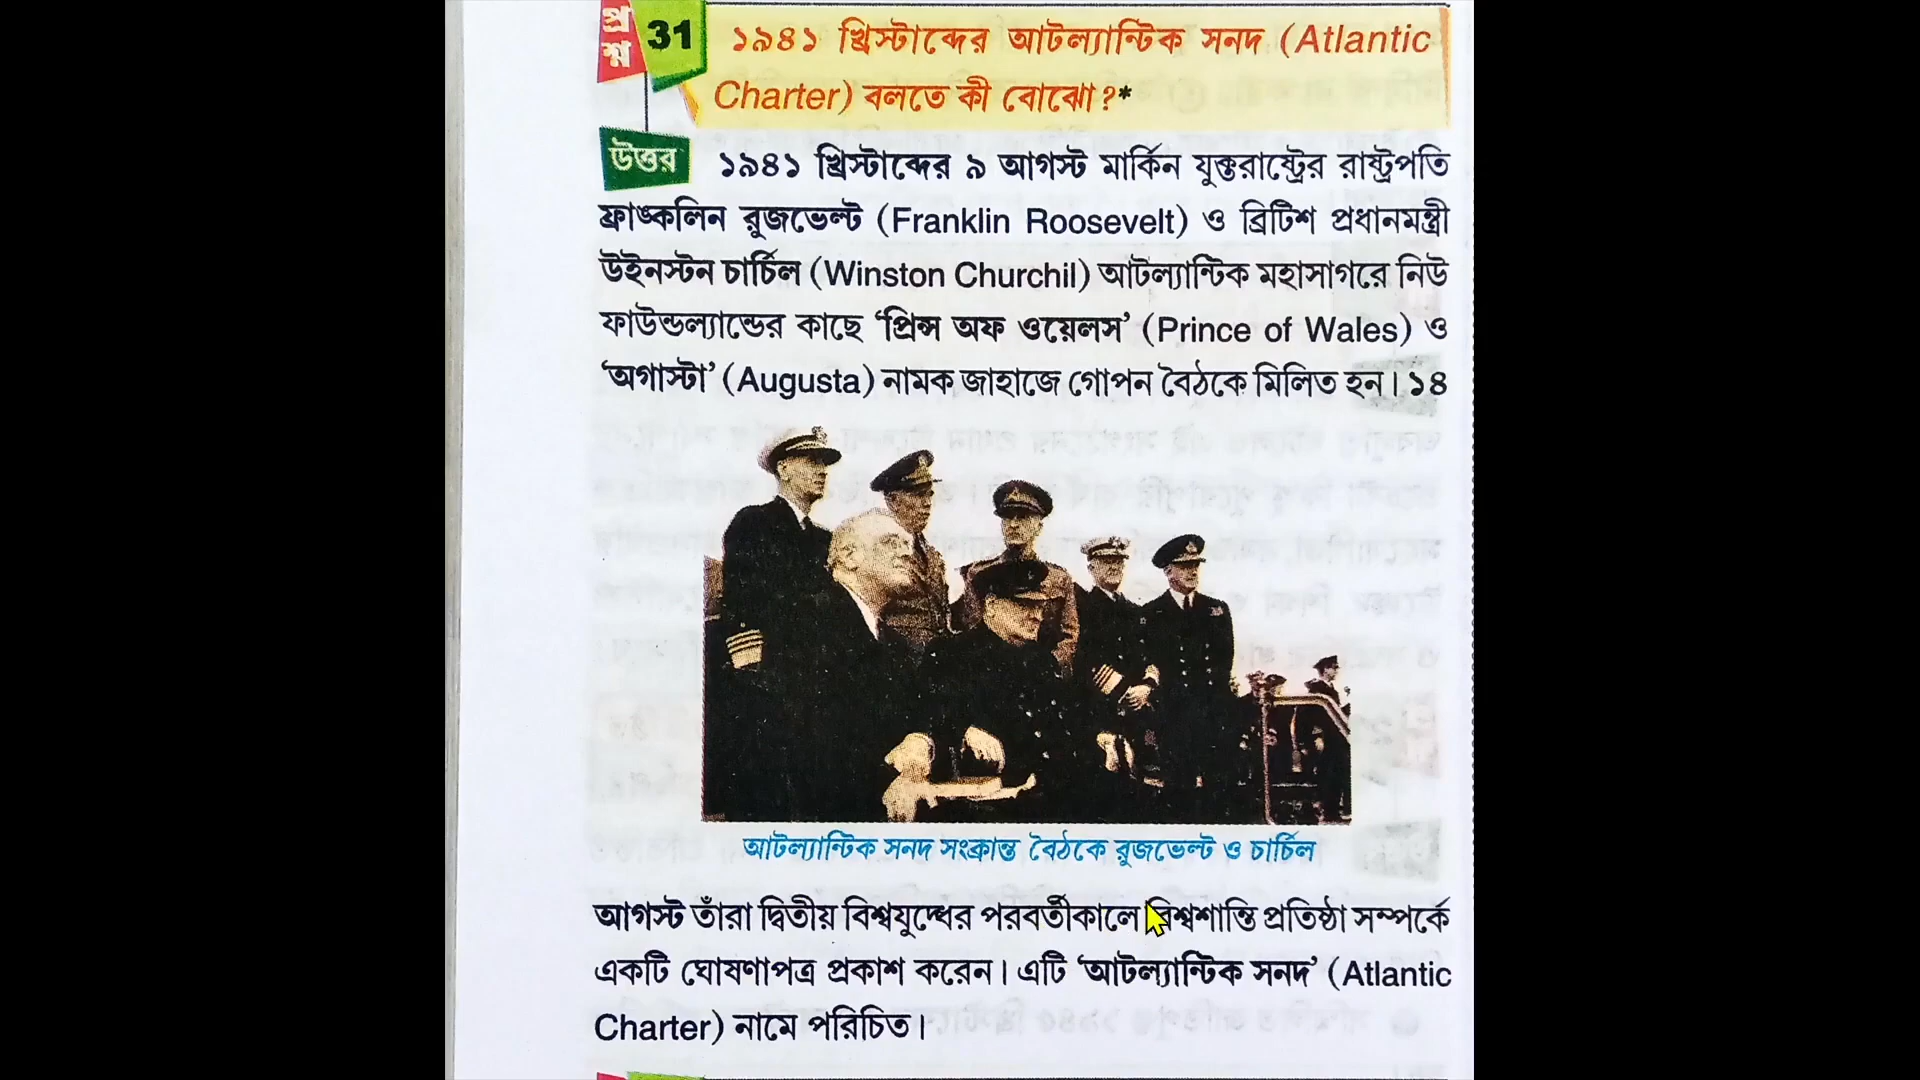 প্রশ্ন 31 ১৯৪১ খ্রিস্টাব্দের আটল্যান্টিক সনদ (Atlantic
Charter) বলতে কী বোঝো?*
উত্তর ১৯৪১ খ্রিস্টাব্দের ৯ আগস্ট মার্কিন যুক্তরাষ্ট্রের রাষ্ট্রপতি
ফ্রাঙ্কলিন রুজভেল্ট (Franklin Roosevelt) ও ব্রিটিশ প্রধানমন্ত্রী
উইনস্টন চার্চিল (Winston Churchil) আটল্যান্টিক মহাসাগরে নিউ
ফাউন্ডল্যান্ডের কাছে ‘প্রিন্স অফ ওয়েলস’ (Prince of Wales) ও
‘অগাস্টা’ (Augusta) নামক জাহাজে গোপন বৈঠকে মিলিত হন। ১৪
আটল্যান্টিক সনদ সংক্রান্ত বৈঠকে রুজভেল্ট ও চার্চিল
আগস্ট তাঁরা দ্বিতীয় বিশ্বযুদ্ধের পরবর্তীকালে বিশ্বশান্তি প্রতিষ্ঠা সম্পর্কে
একটি ঘোষণাপত্র প্রকাশ করেন। এটি ‘আটল্যান্টিক সনদ’ (Atlantic
Charter) নামে পরিচিত।